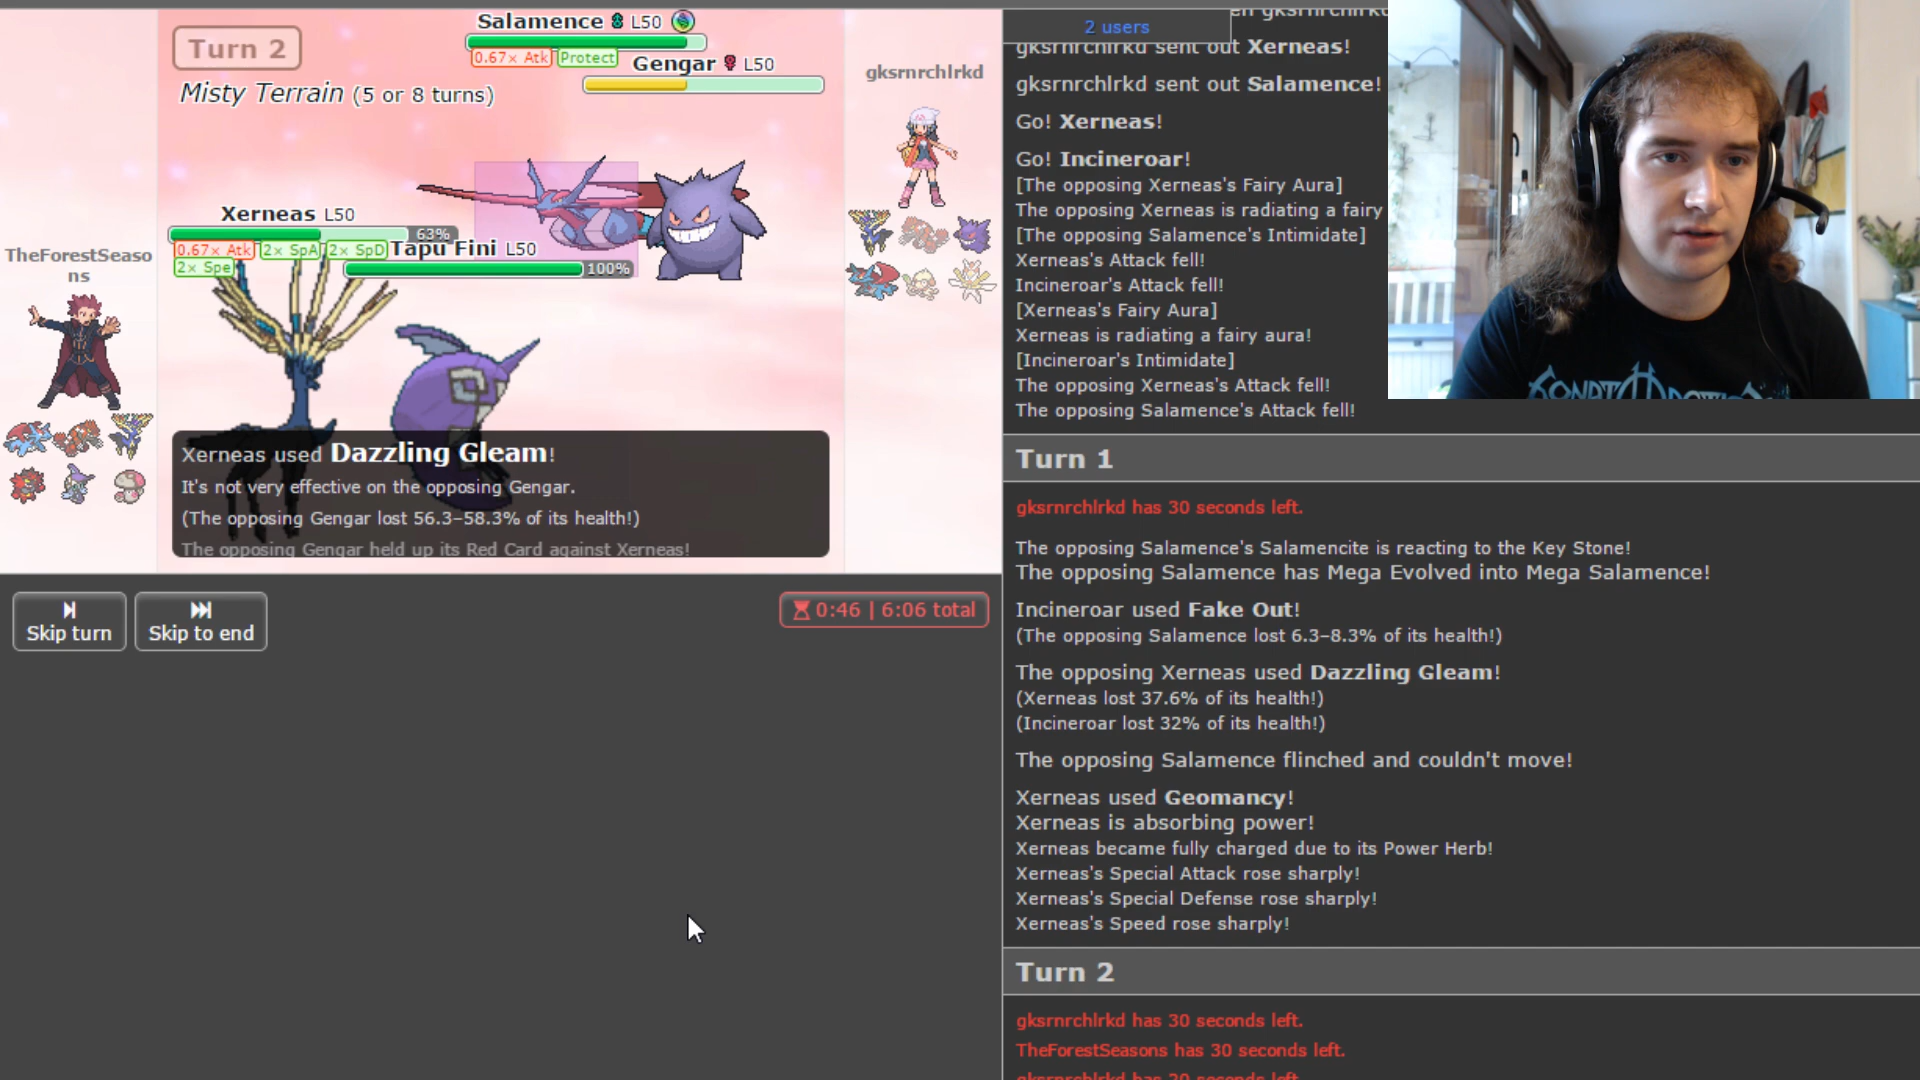 Turn 2
Misty Terrain (5 or 8 turns)
Salamence L50
0.67× Atk Protect
Gengar L50
gksrnrchlrkd
TheForestSeaso
ns
Xerneas L50
63%
0.67× Atk 2× SpA 2× SpD
2× Spe
Tapu Fini L50
100%
Xerneas used Dazzling Gleam!
It's not very effective on the opposing Gengar.
(The opposing Gengar lost 56.3–58.3% of its health!)
The opposing Gengar held up its Red Card against Xerneas!
Skip turn
Skip to end
0:46 | 6:06 total
2 users
gksrnrchlrkd sent out Xerneas!
gksrnrchlrkd sent out Salamence!
Go! Xerneas!
Go! Incineroar!
[The opposing Xerneas's Fairy Aura]
The opposing Xerneas is radiating a fairy
[The opposing Salamence's Intimidate]
Xerneas's Attack fell!
Incineroar's Attack fell!
[Xerneas's Fairy Aura]
Xerneas is radiating a fairy aura!
[Incineroar's Intimidate]
The opposing Xerneas's Attack fell!
The opposing Salamence's Attack fell!
Turn 1
gksrnrchlrkd has 30 seconds left.
The opposing Salamence's Salamencite is reacting to the Key Stone!
The opposing Salamence has Mega Evolved into Mega Salamence!
Incineroar used Fake Out!
(The opposing Salamence lost 6.3–8.3% of its health!)
The opposing Xerneas used Dazzling Gleam!
(Xerneas lost 37.6% of its health!)
(Incineroar lost 32% of its health!)
The opposing Salamence flinched and couldn't move!
Xerneas used Geomancy!
Xerneas is absorbing power!
Xerneas became fully charged due to its Power Herb!
Xerneas's Special Attack rose sharply!
Xerneas's Special Defense rose sharply!
Xerneas's Speed rose sharply!
Turn 2
gksrnrchlrkd has 30 seconds left.
TheForestSeasons has 30 seconds left.